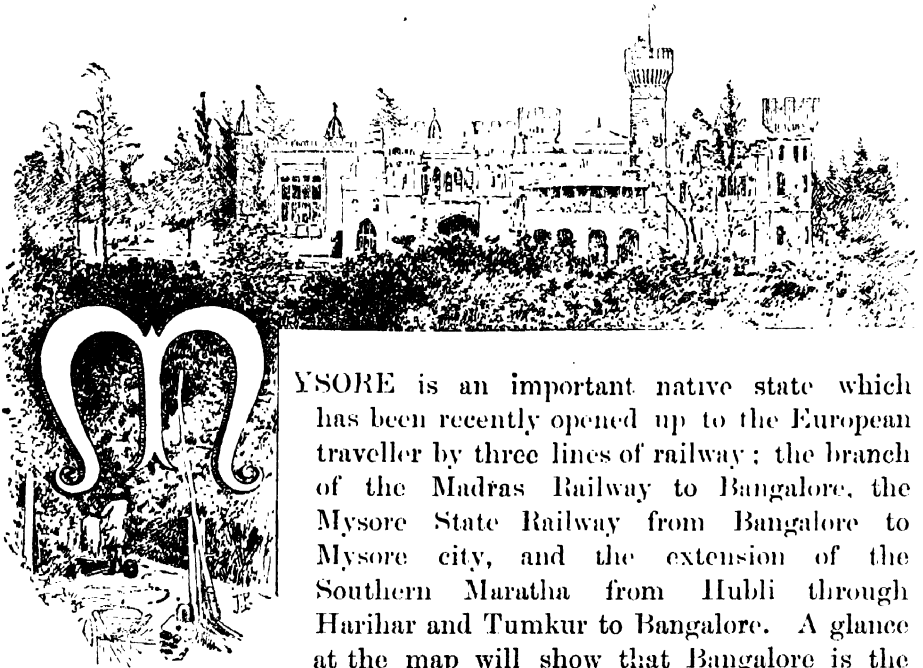 MYSORE is an important native state which
has been recently opened up to the European
traveller by three lines of railway; the branch
of the Madras Railway to Bangalore, the
Mysore State Railway from Bangalore to
Mysore city, and the extension of the
Southern Maratha from Hubli through
Harihar and Tumkur to Bangalore. A glance
at the map will show that Bangalore is the